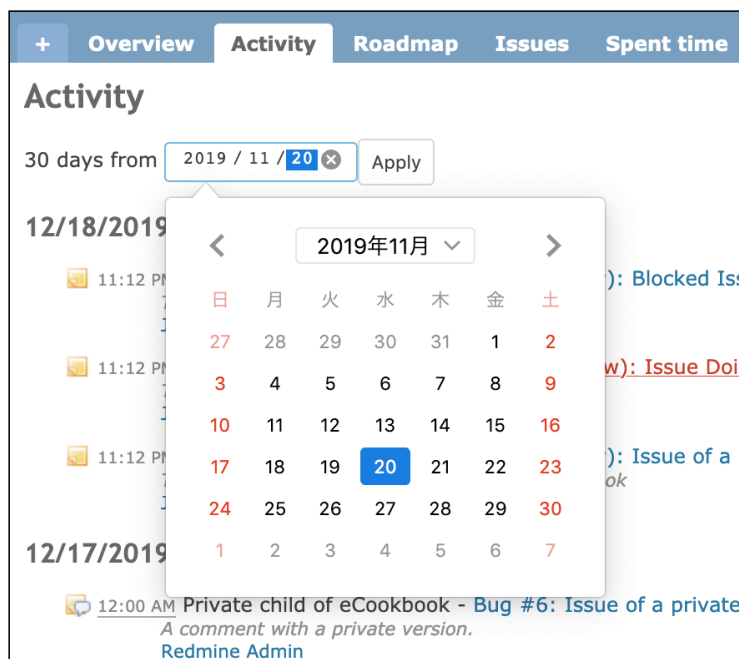 + Overview Activity Roadmap Issues Spent time
Activity
30 days from 2019 / 11 / 20 Apply
12/18/2019
2019年11月
11:12 ): Blocked
日 月 火 水 木 金 土
27 28 29 30 31 1 2
11:12 w): Issue
3 4 5 6 7 8 9
10 11 12 13 14 15 16
11:12 ): Issue of a
17 18 19 20 21 22 23
ok
24 25 26 27 28 29 30
12/17/2019
1 2 3 4 5 6 7
12:00 AM Private child of eCookbook - Bug #6: Issue of a private
A comment with a private version.
Redmine Admin